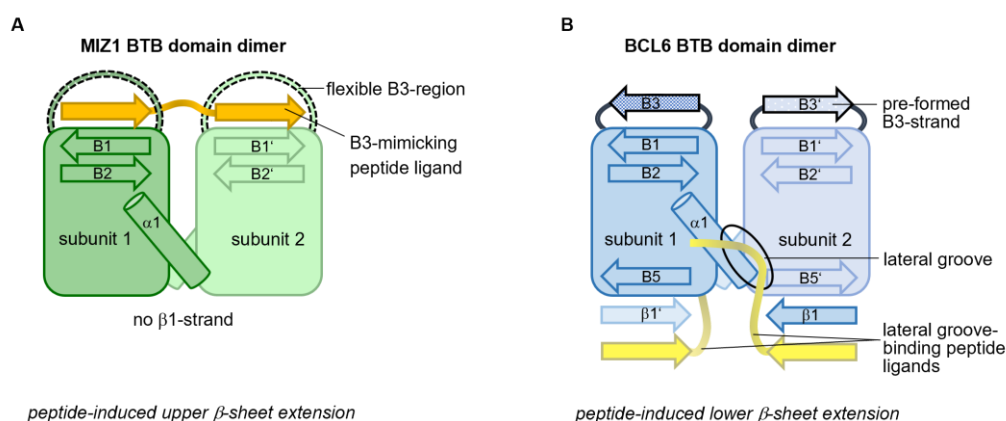 A
MIZ1 BTB domain dimer
flexible B3-region
B3-mimicking
peptide ligand
B1
B1'
B2
B2'
α1
subunit 1
subunit 2
no β1-strand
peptide-induced upper β-sheet extension
B
BCL6 BTB domain dimer
B3
B3'
pre-formed
B3-strand
B1
B1'
B2
B2'
α1
subunit 1
subunit 2
lateral groove
B5
B5'
β1'
β1
lateral groove-
binding peptide
ligands
peptide-induced lower β-sheet extension